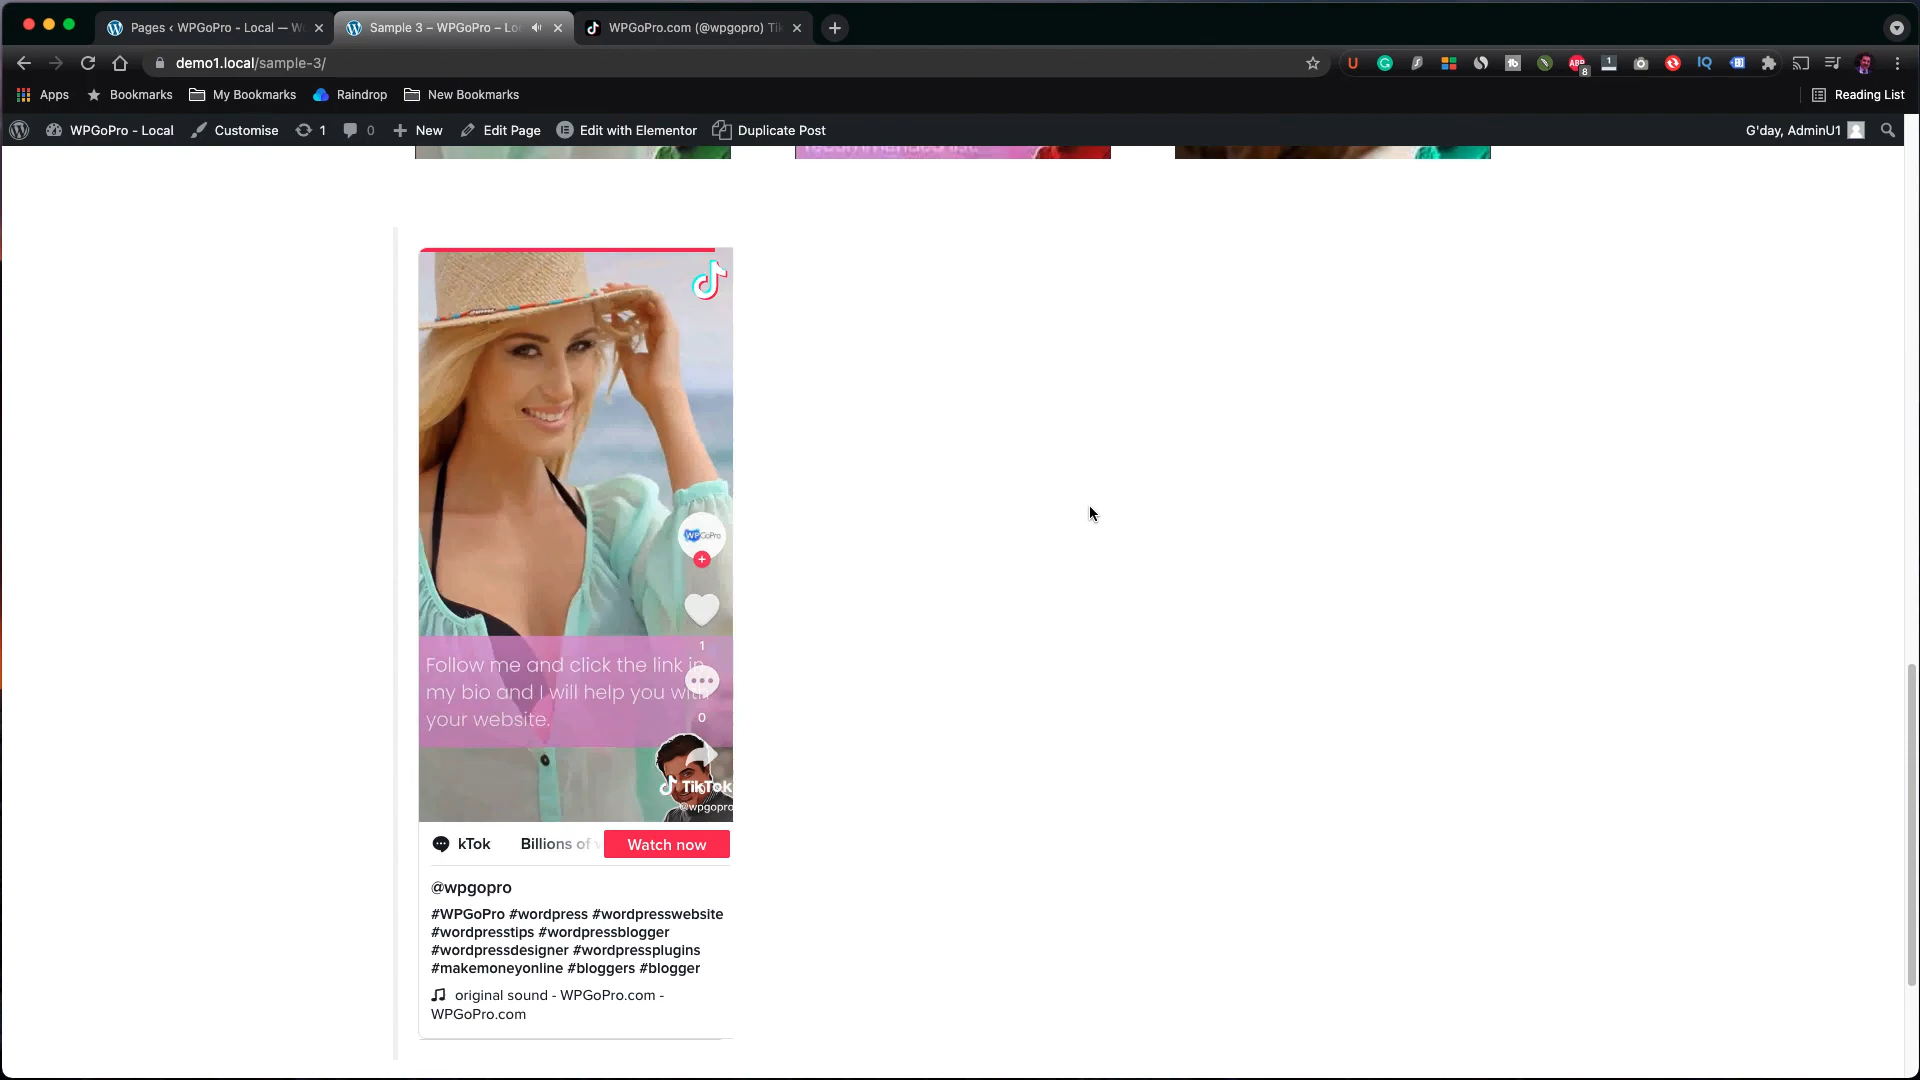 Pages ‹ WPGoPro - Local — W
Sample 3 – WPGoPro – Lo
WPGoPro.com (@wpgopro) Tik
demo1.local/sample-3/
Apps
Bookmarks
My Bookmarks
Raindrop
New Bookmarks
Reading List
WPGoPro - Local
Customise
1
0
New
Edit Page
Edit with Elementor
Duplicate Post
G'day, AdminU1
WPGoPro
1
Follow me and click the link in
my bio and I will help you with
your website.
0
TikTok
@wpgopro
kTok
Billions of
Watch now
@wpgopro
#WPGoPro #wordpress #wordpresswebsite
#wordpresstips #wordpressblogger
#wordpressdesigner #wordpressplugins
#makemoneyonline #bloggers #blogger
original sound - WPGoPro.com -
WPGoPro.com